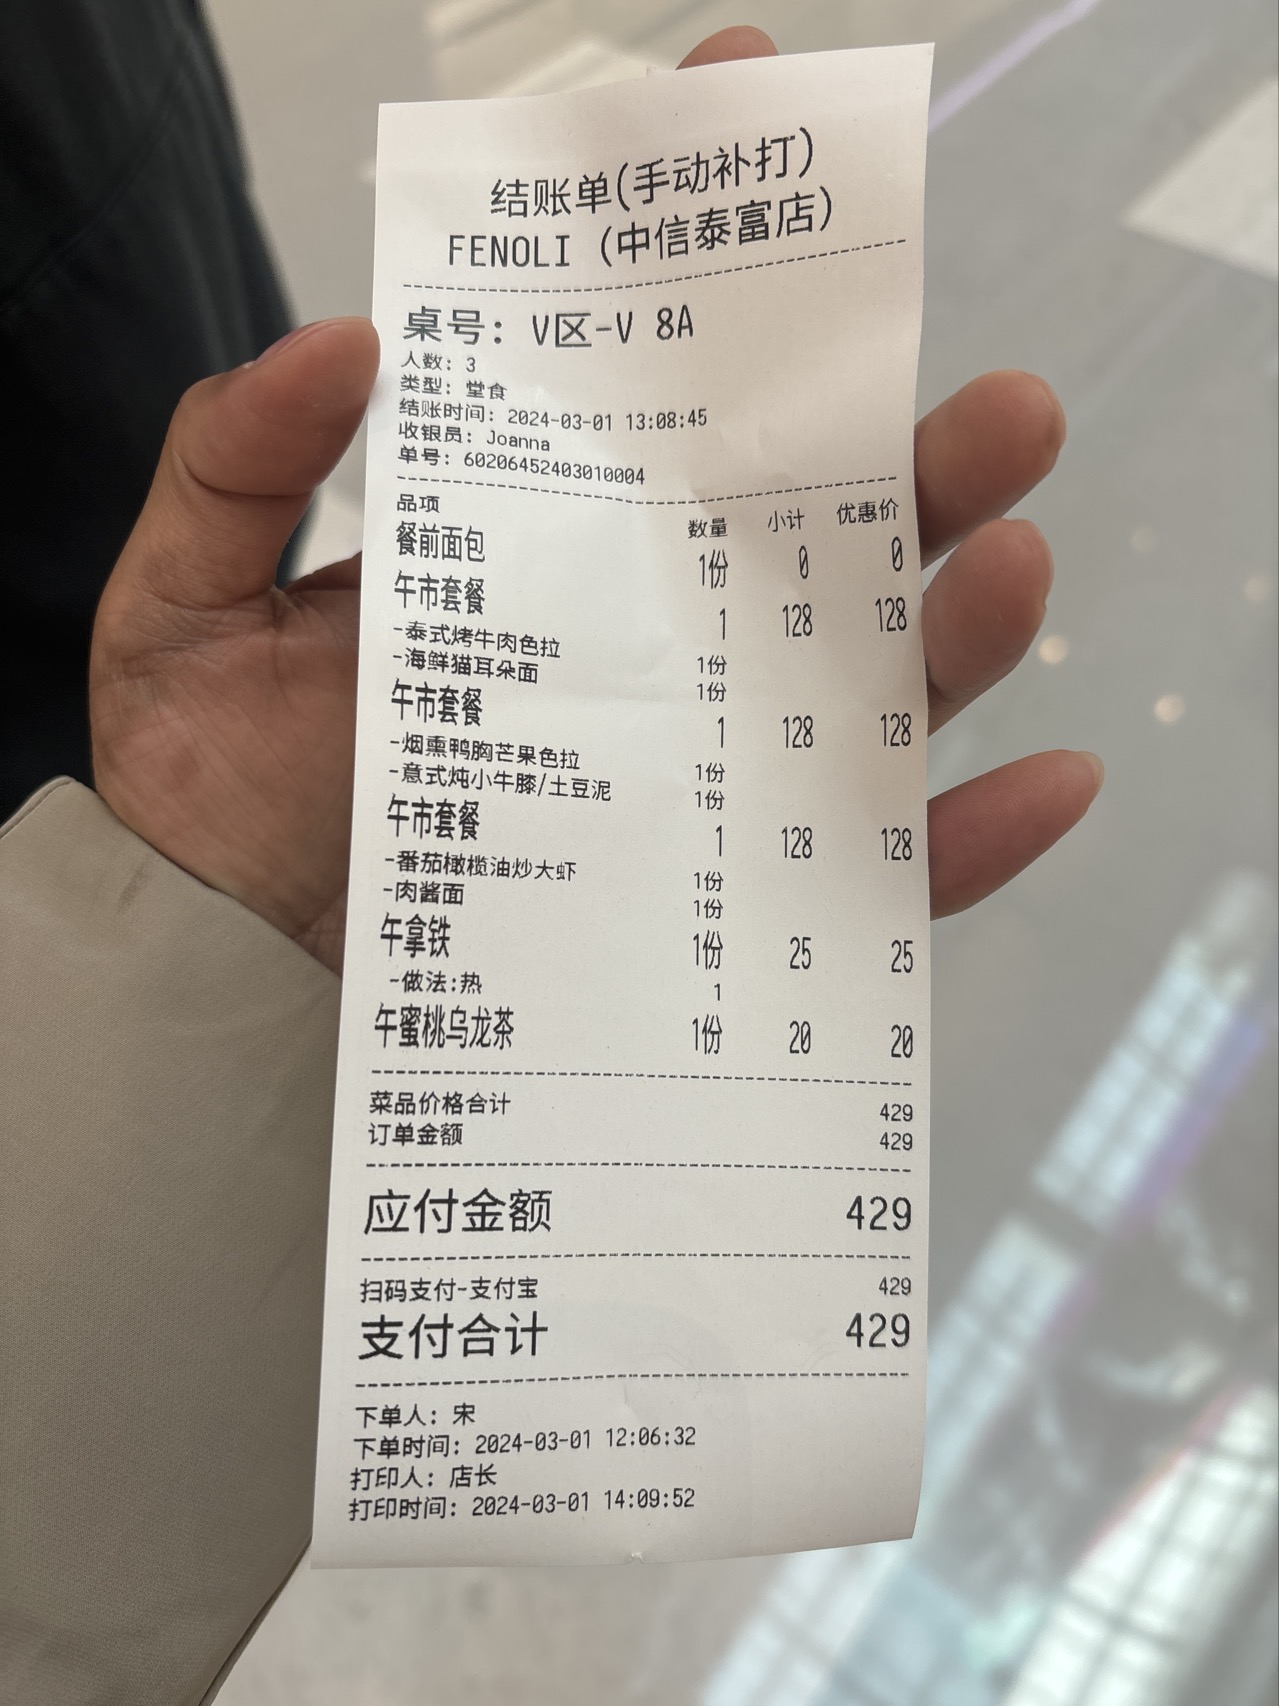 结账单(手动补打)
FENOLI (中信泰富店)
桌号: V区-V 8A
人数: 3
类型: 堂食
结账时间: 2024-03-01 13:08:45
收银员: Joanna
单号: 60206452403010004
品项 数量 小计 优惠价
餐前面包 1份 0 0
午市套餐 1 128 128
-泰式烤牛肉色拉 1份
-海鲜猫耳朵面 1份
午市套餐 1 128 128
-烟熏鸭胸芒果色拉 1份
-意式炖小牛膝/土豆泥 1份
午市套餐 1 128 128
-番茄橄榄油炒大虾 1份
-肉酱面 1份
午拿铁 1份 25 25
-做法:热 1
午蜜桃乌龙茶 1份 20 20
菜品价格合计 429
订单金额 429
应付金额 429
扫码支付-支付宝 429
支付合计 429
下单人: 宋
下单时间: 2024-03-01 12:06:32
打印人: 店长
打印时间: 2024-03-01 14:09:52